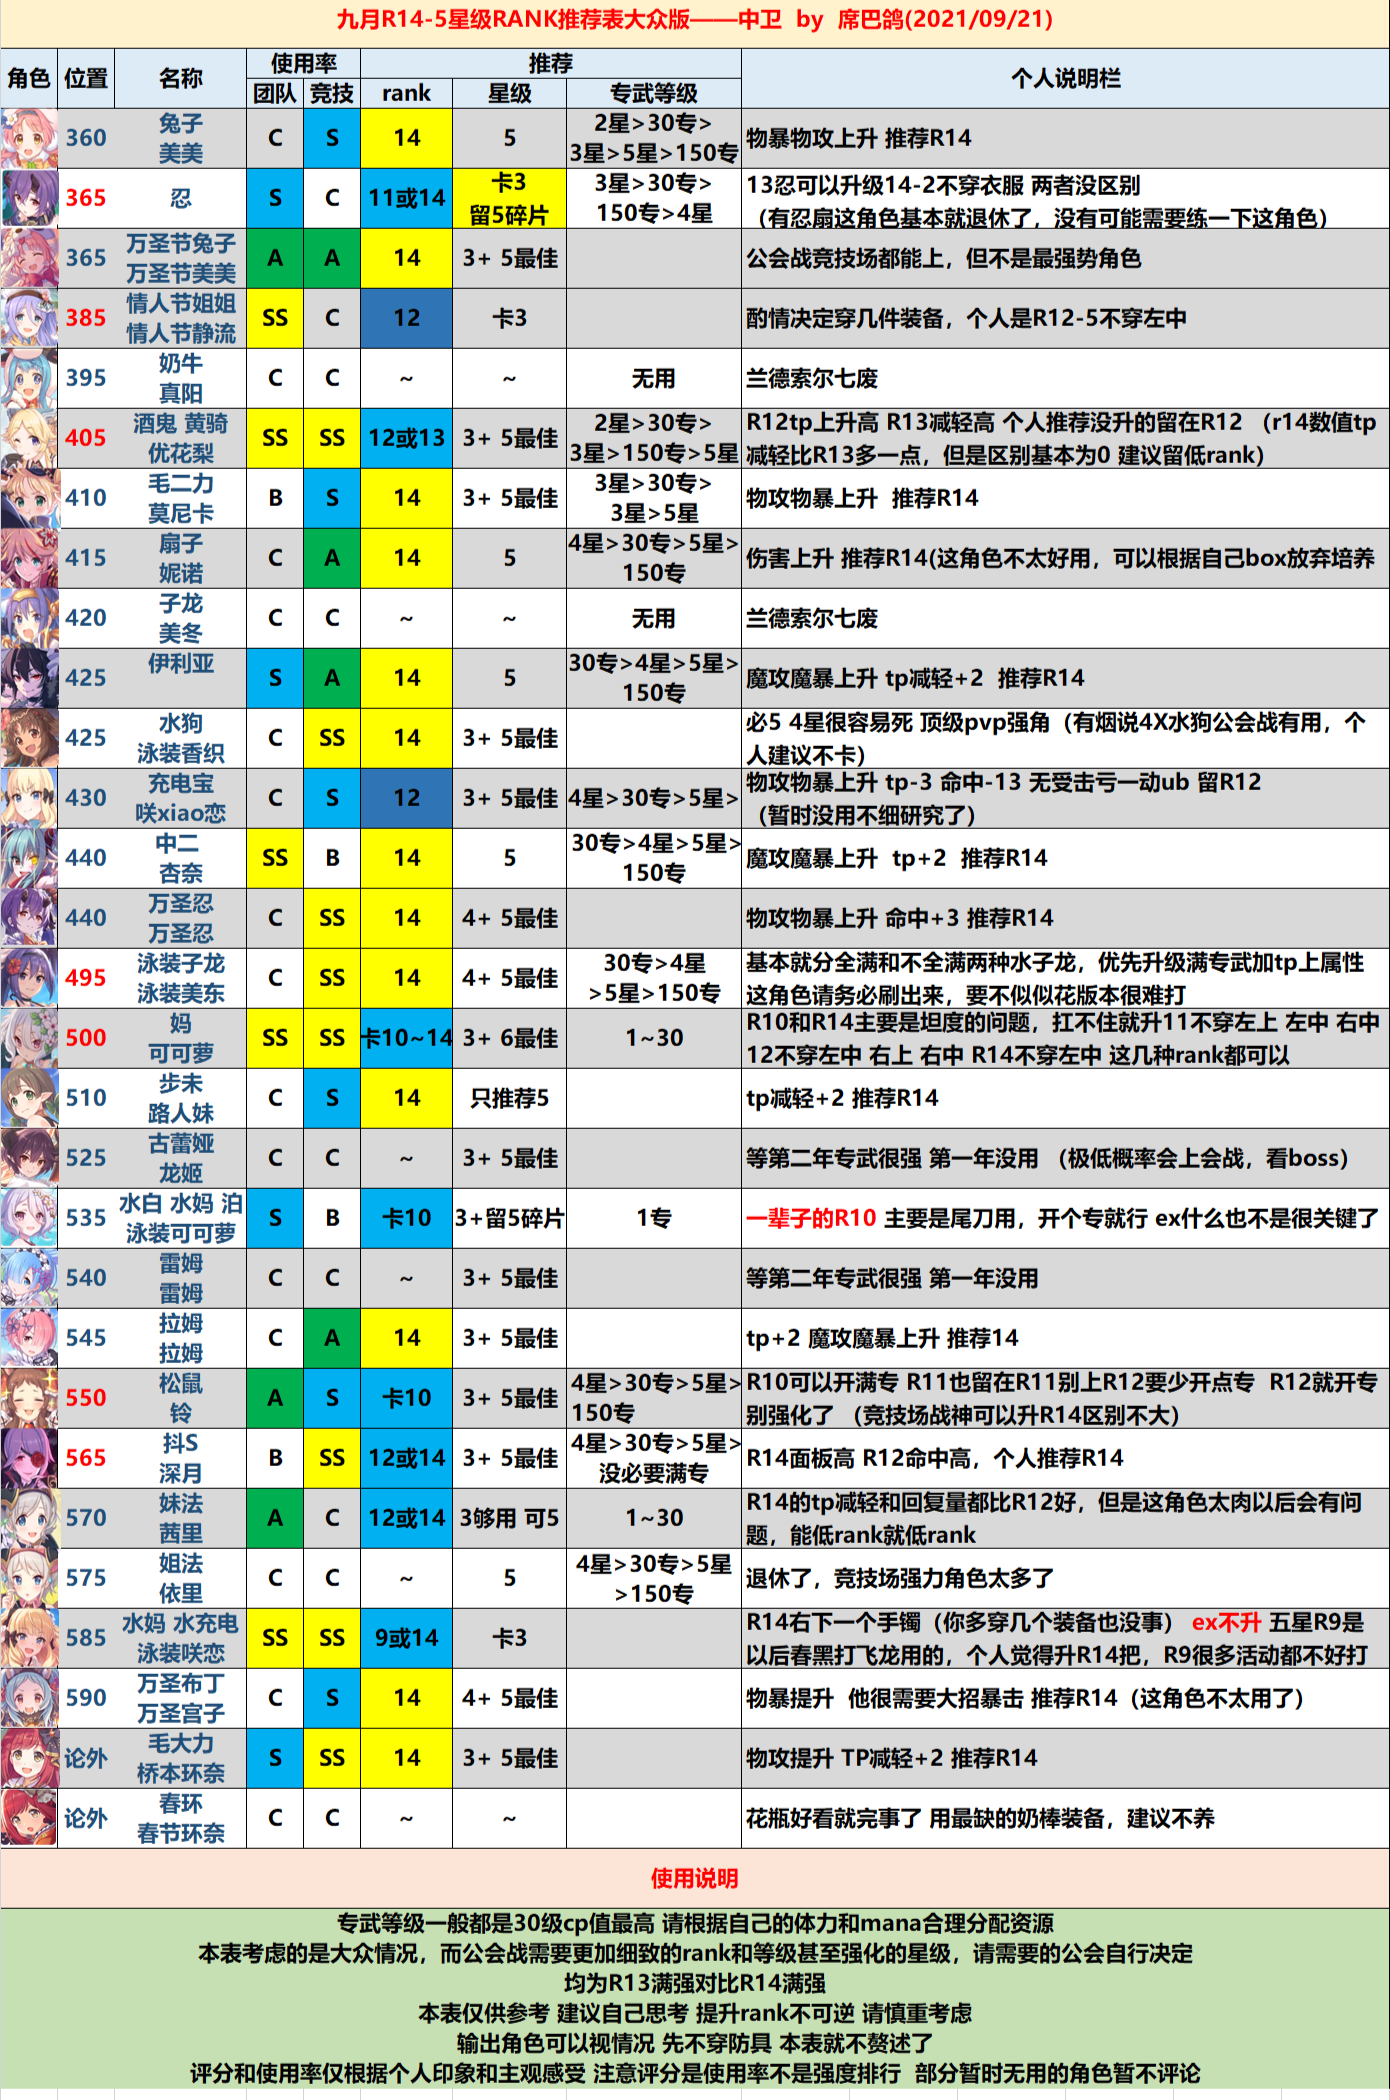 九月R14-5星级RANK推荐表大众版——中卫 by 席巴鸽(2021/09/21)
角色 位置 名称 使用率 推荐 个人说明栏
团队 竞技 rank 星级 专武等级
360 兔子 美美 C S 14 5 2星>30专> 3星>5星>150专 物暴物攻上升 推荐R14
365 忍 S C 11或14 卡3 留5碎片 3星>30专> 150专>4星 13忍可以升级14-2不穿衣服 两者没区别
（有忍扇这角色基本就退休了，没有可能需要练一下这角色）
365 万圣节兔子 万圣节美美 A A 14 3+ 5最佳 公会战竞技场都能上，但不是最强势角色
385 情人节姐姐 情人节静流 SS C 12 卡3 酌情决定穿几件装备，个人是R12-5不穿左中
395 奶牛 真阳 C C ~ ~ 无用 兰德索尔七废
405 酒鬼 黄骑 优花梨 SS SS 12或13 3+ 5最佳 2星>30专> 3星>150专>5星 R12tp上升高 R13减轻高 个人推荐没升的留在R12 （r14数值tp
减轻比R13多一点，但是区别基本为0 建议留低rank）
410 毛二力 莫尼卡 B S 14 3+ 5最佳 3星>30专> 3星>5星 物攻物暴上升 推荐R14
415 扇子 妮诺 C A 14 5 4星>30专>5星> 150专 伤害上升 推荐R14(这角色不太好用，可以根据自己box放弃培养
420 子龙 美冬 C C ~ ~ 无用 兰德索尔七废
425 伊利亚 S A 14 5 30专>4星>5星> 150专 魔攻魔暴上升 tp减轻+2 推荐R14
425 水狗 泳装香织 C SS 14 3+ 5最佳 必5 4星很容易死 顶级pvp强角（有烟说4X水狗公会战有用，个
人建议不卡）
430 充电宝 咲xiao恋 C S 12 3+ 5最佳 4星>30专>5星> 物攻物暴上升 tp-3 命中-13 无受击亏一动ub 留R12
（暂时没用不细研究了）
440 中二 杏奈 SS B 14 5 30专>4星>5星> 150专 魔攻魔暴上升 tp+2 推荐R14
440 万圣忍 万圣忍 C SS 14 4+ 5最佳 物攻物暴上升 命中+3 推荐R14
495 泳装子龙 泳装美东 C SS 14 4+ 5最佳 30专>4星 >5星>150专 基本就分全满和不全满两种水子龙，优先升级满专武加tp上属性
这角色请务必刷出来，要不似似花版本很难打
500 妈 可可萝 SS SS 卡10~14 3+ 6最佳 1~30 R10和R14主要是坦度的问题，扛不住就升11不穿左上 左中 右中
12不穿左中 右上 右中 R14不穿左中 这几种rank都可以
510 步未 路人妹 C S 14 只推荐5 tp减轻+2 推荐R14
525 古蕾娅 龙姬 C C ~ 3+ 5最佳 等第二年专武很强 第一年没用 （极低概率会上会战，看boss）
535 水白 水妈 泊 泳装可可萝 S B 卡10 3+留5碎片 1专 一辈子的R10 主要是尾刀用，开个专就行 ex什么也不是很关键了
540 雷姆 雷姆 C C ~ 3+ 5最佳 等第二年专武很强 第一年没用
545 拉姆 拉姆 C A 14 3+ 5最佳 tp+2 魔攻魔暴上升 推荐14
550 松鼠 铃 A S 卡10 3+ 5最佳 4星>30专>5星> 150专 R10可以开满专 R11也留在R11别上R12要少开点专 R12就开专
别强化了 （竞技场战神可以升R14区别不大）
565 抖S 深月 B SS 12或14 3+ 5最佳 4星>30专>5星> 没必要满专 R14面板高 R12命中高，个人推荐R14
570 妹法 茜里 A C 12或14 3够用 可5 1~30 R14的tp减轻和回复量都比R12好，但是这角色太肉以后会有问
题，能低rank就低rank
575 姐法 依里 C C ~ 5 4星>30专>5星 >150专 退休了，竞技场强力角色太多了
585 水妈 水充电 泳装咲恋 SS SS 9或14 卡3 R14右下一个手镯（你多穿几个装备也没事） ex不升 五星R9是
以后春黑打飞龙用的，个人觉得升R14把，R9很多活动都不好打
590 万圣布丁 万圣宫子 C S 14 4+ 5最佳 物暴提升 他很需要大招暴击 推荐R14（这角色不太用了）
论外 毛大力 桥本环奈 S SS 14 3+ 5最佳 物攻提升 TP减轻+2 推荐R14
论外 春环 春节环奈 C C ~ ~ 花瓶好看就完事了 用最缺的奶棒装备，建议不养
使用说明
专武等级一般都是30级cp值最高 请根据自己的体力和mana合理分配资源
本表考虑的是大众情况，而公会战需要更加细致的rank和等级甚至强化的星级，请需要的公会自行决定
均为R13满强对比R14满强
本表仅供参考 建议自己思考 提升rank不可逆 请慎重考虑
输出角色可以视情况 先不穿防具 本表就不赘述了
评分和使用率仅根据个人印象和主观感受 注意评分是使用率不是强度排行 部分暂时无用的角色暂不评论